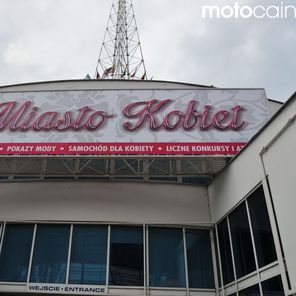 motocain
Miasto Kobiet
POKAZY MODY • SAMOCHÓD DLA KOBIETY • LICZNE KONKURSY I
WEJŚCIE - ENTRANCE